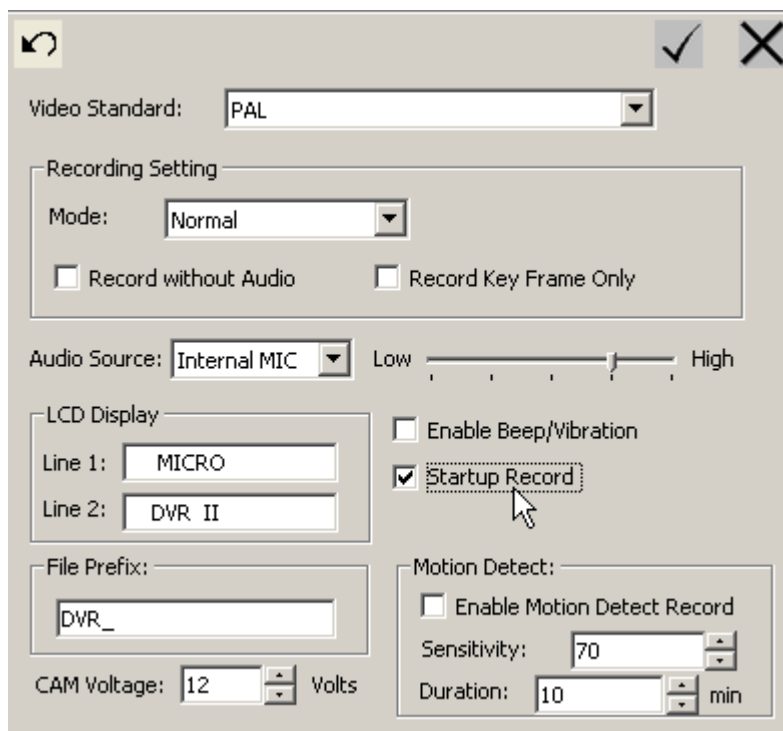 Video Standard: PAL
Recording Setting
Mode: Normal
Record without Audio Record Key Frame Only
Audio Source: Internal MIC Low High
LCD Display
Line 1: MICRO
Line 2: DVR II
Enable Beep/Vibration
Startup Record
File Prefix:
DVR_
CAM Voltage: 12 Volts
Motion Detect:
Enable Motion Detect Record
Sensitivity: 70
Duration: 10 min